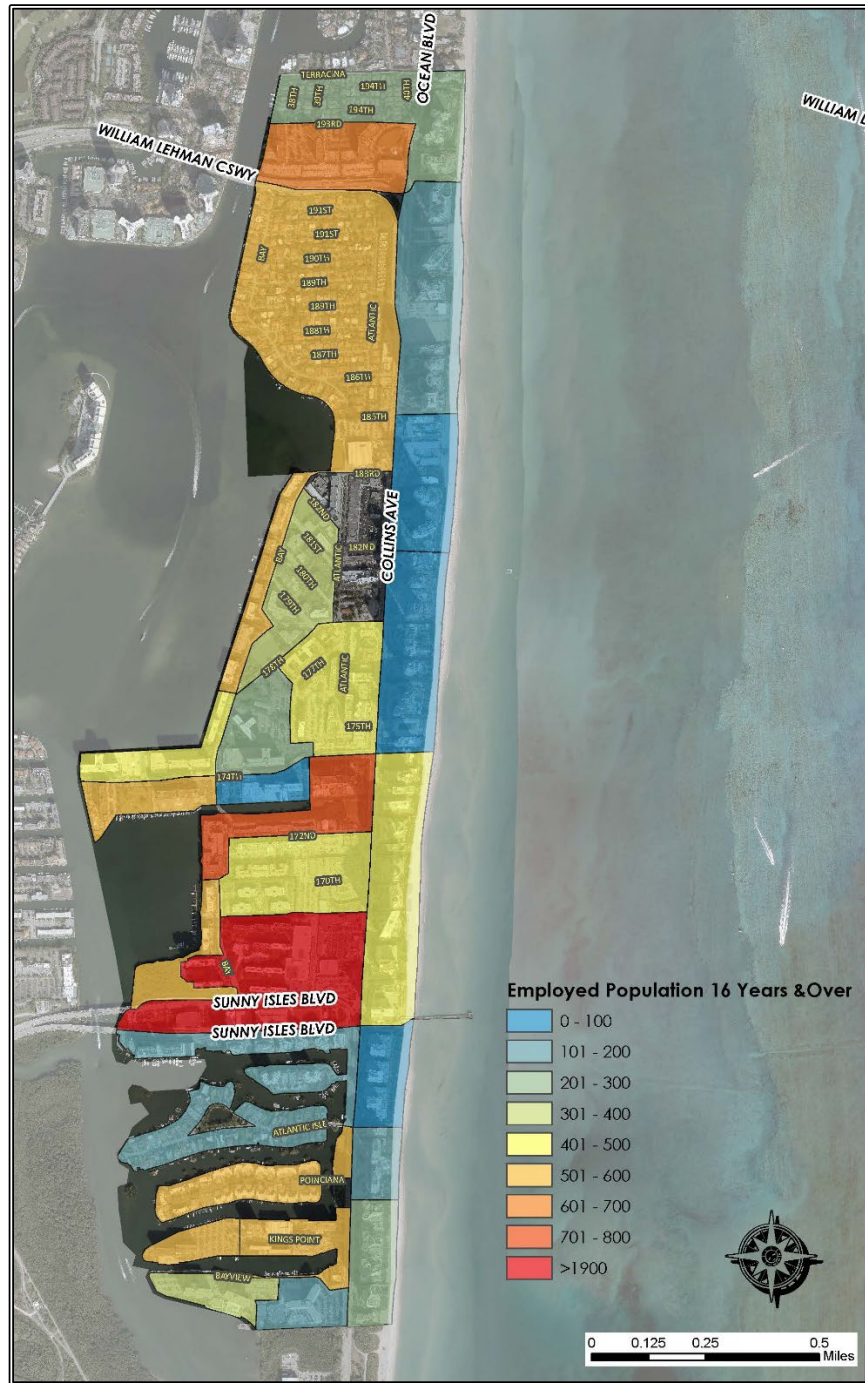 OCEAN BLVD
TERRACINA
194TH
38TH
39TH
40TH
194TH
193RD
WILLIAM LEHMAN CSWY
WILLIAM L
191ST
191ST
BAY
190TH
189TH
189TH
ATLANTIC
188TH
187TH
186TH
185TH
183RD
182ND
COLLINS AVE
BAY
181ST
182ND
ATLANTIC
180TH
179TH
178TH
177TH
ATLANTIC
175TH
174TH
172ND
170TH
BAY
SUNNY ISLES BLVD
SUNNY ISLES BLVD
ATLANTIC ISLE
POINCIANA
KINGS POINT
BAYVIEW
Employed Population 16 Years &Over
0 - 100
101 - 200
201 - 300
301 - 400
401 - 500
501 - 600
601 - 700
701 - 800
>1900
0 0.125 0.25 0.5
Miles